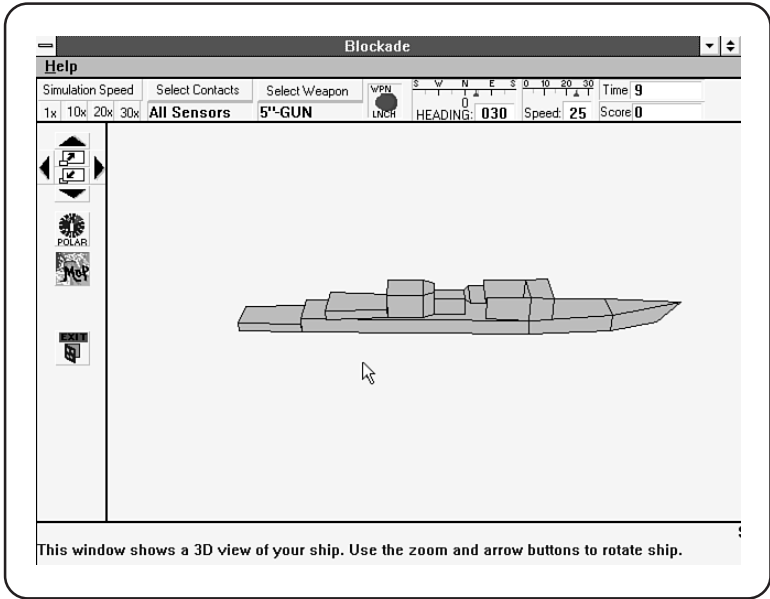 Blockade
Help
Simulation Speed Select Contacts Select Weapon WPN S W N E S 0 10 20 30 Time 9
0
1x 10x 20x 30x All Sensors 5"-GUN LNCH HEADING: 030 Speed: 25 Score 0
POLAR
MAP
EXIT
This window shows a 3D view of your ship. Use the zoom and arrow buttons to rotate ship.